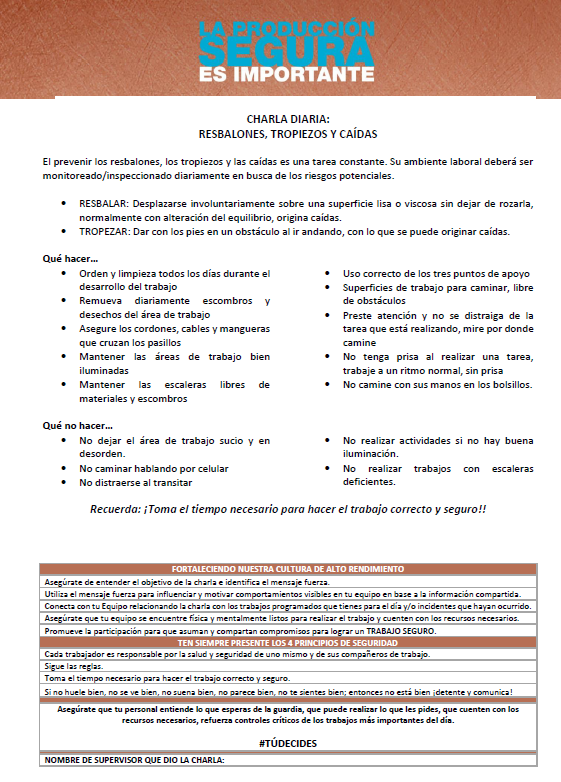 LA PRODUCCIÓN
SEGURA
ES IMPORTANTE
CHARLA DIARIA:
RESBALONES, TROPIEZOS Y CAÍDAS
El prevenir los resbalones, los tropiezos y las caídas es una tarea constante. Su ambiente laboral deberá ser
monitoreado/inspeccionado diariamente en busca de los riesgos potenciales.
• RESBALAR: Desplazarse involuntariamente sobre una superficie lisa o viscosa sin dejar de rozarla,
normalmente con alteración del equilibrio, origina caídas.
• TROPEZAR: Dar con los pies en un obstáculo al ir andando, con lo que se puede originar caídas.
Qué hacer...
• Orden y limpieza todos los días durante el
desarrollo del trabajo
• Remueva diariamente escombros y
desechos del área de trabajo
• Asegure los cordones, cables y mangueras
que cruzan los pasillos
• Mantener las áreas de trabajo bien
iluminadas
• Mantener las escaleras libres de
materiales y escombros
• Uso correcto de los tres puntos de apoyo
• Superficies de trabajo para caminar, libre
de obstáculos
• Preste atención y no se distraiga de la
tarea que está realizando, mire por donde
camine
• No tenga prisa al realizar una tarea,
trabaje a un ritmo normal, sin prisa
• No camine con sus manos en los bolsillos.
Qué no hacer...
• No dejar el área de trabajo sucio y en
desorden.
• No caminar hablando por celular
• No distraerse al transitar
• No realizar actividades si no hay buena
iluminación.
• No realizar trabajos con escaleras
deficientes.
Recuerda: ¡Toma el tiempo necesario para hacer el trabajo correcto y seguro!!
FORTALECIENDO NUESTRA CULTURA DE ALTO RENDIMIENTO
Asegúrate de entender el objetivo de la charla e identifica el mensaje fuerza.
Utiliza el mensaje fuerza para influenciar y motivar comportamientos visibles en tu equipo en base a la información compartida.
Conecta con tu Equipo relacionando la charla con los trabajos programados que tienes para el día y/o incidentes que hayan ocurrido.
Asegúrate que tu equipo se encuentre física y mentalmente listos para realizar el trabajo y cuenten con los recursos necesarios.
Promueve la participación para que asuman y compartan compromisos para lograr un TRABAJO SEGURO.
TEN SIEMPRE PRESENTE LOS 4 PRINCIPIOS DE SEGURIDAD
Cada trabajador es responsable por la salud y seguridad de uno mismo y de sus compañeros de trabajo.
Sigue las reglas.
Toma el tiempo necesario para hacer el trabajo correcto y seguro.
Si no huele bien, no se ve bien, no suena bien, no parece bien, no te sientes bien; entonces no está bien ¡detente y comunica!
Asegúrate que tu personal entiende lo que esperas de la guardia, que puede realizar lo que les pides, que cuenten con los
recursos necesarios, refuerza controles críticos de los trabajos más importantes del día.
#TÚDECIDES
NOMBRE DE SUPERVISOR QUE DIO LA CHARLA: